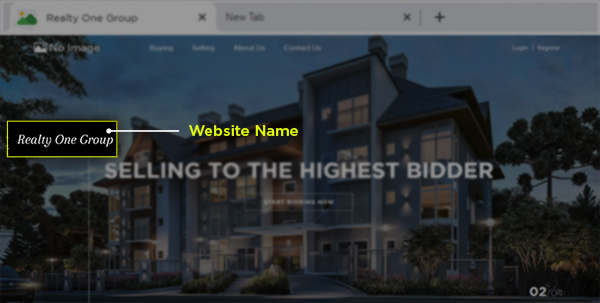 Realty One Group
New Tab
No Image
Buying Selling About Us Contact Us
Login | Register
Realty One Group
Website Name
SELLING TO THE HIGHEST BIDDER
START BIDDING NOW
02